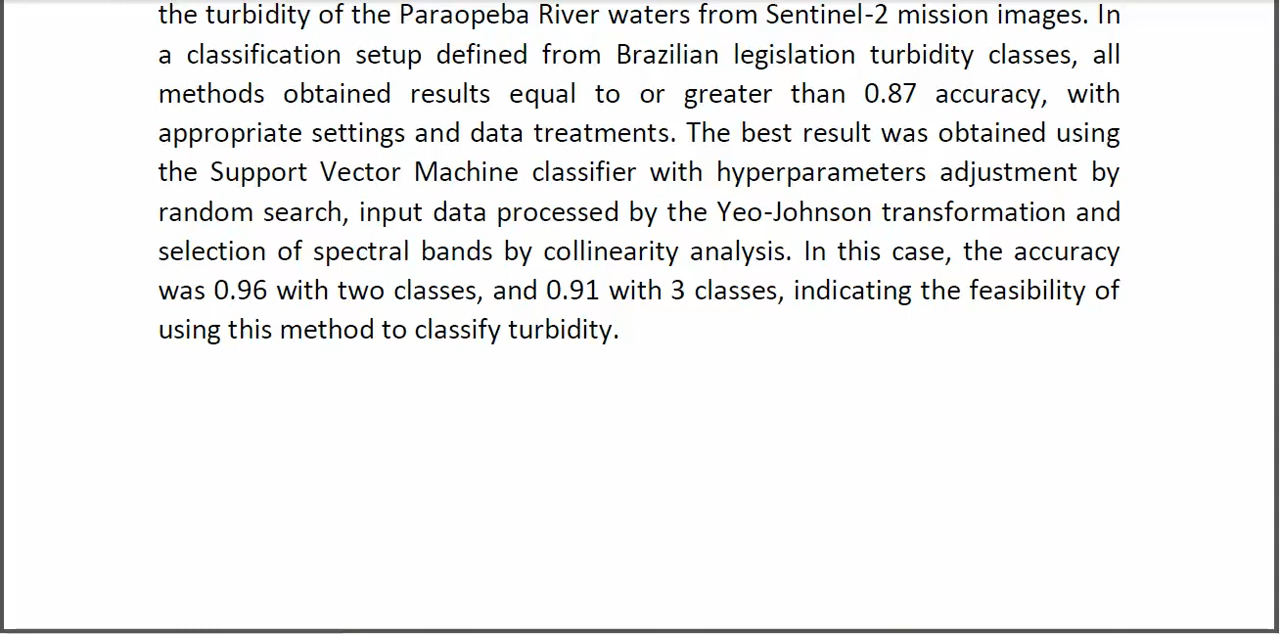 the turbidity of the Paraopeba River waters from Sentinel-2 mission images. In
a classification setup defined from Brazilian legislation turbidity classes, all
methods obtained results equal to or greater than 0.87 accuracy, with
appropriate settings and data treatments. The best result was obtained using
the Support Vector Machine classifier with hyperparameters adjustment by
random search, input data processed by the Yeo-Johnson transformation and
selection of spectral bands by collinearity analysis. In this case, the accuracy
was 0.96 with two classes, and 0.91 with 3 classes, indicating the feasibility of
using this method to classify turbidity.